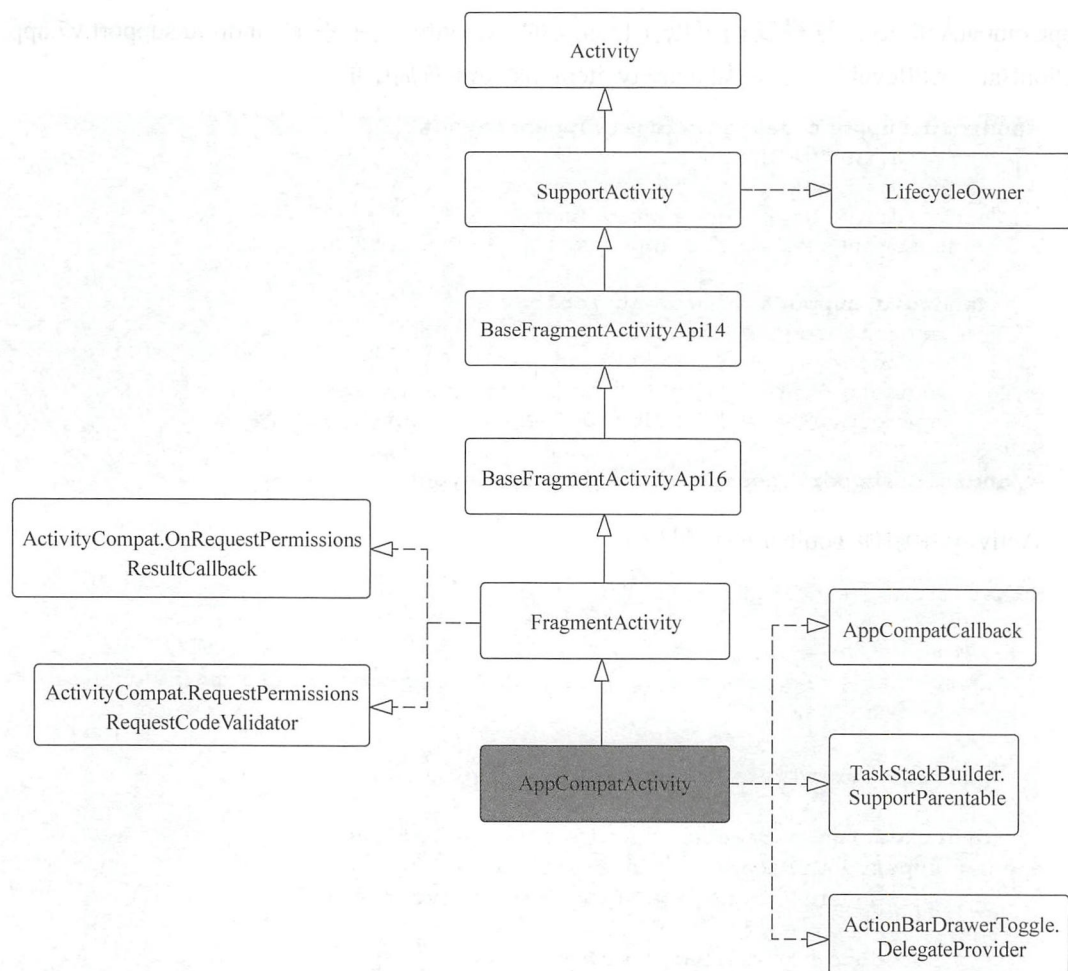 Activity
SupportActivity
LifecycleOwner
BaseFragmentActivityApi14
BaseFragmentActivityApi16
ActivityCompat.OnRequestPermissions
ResultCallback
FragmentActivity
AppCompatCallback
ActivityCompat.RequestPermissions
RequestCodeValidator
AppCompatActivity
TaskStackBuilder.
SupportParentable
ActionBarDrawerToggle.
DelegateProvider